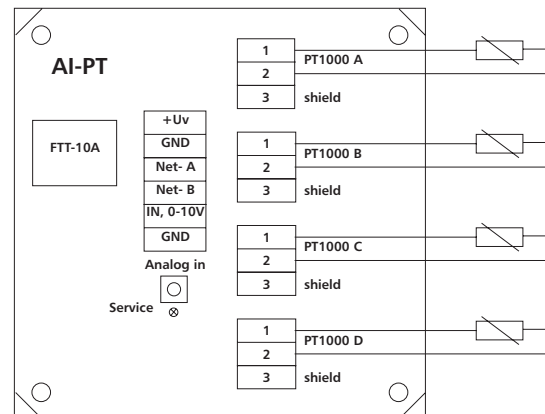 AI-PT
FTT-10A
+Uv
GND
Net- A
Net- B
IN, 0-10V
GND
Analog in
Service
1
2
3
PT1000 A
shield
1
2
3
PT1000 B
shield
1
2
3
PT1000 C
shield
1
2
3
PT1000 D
shield